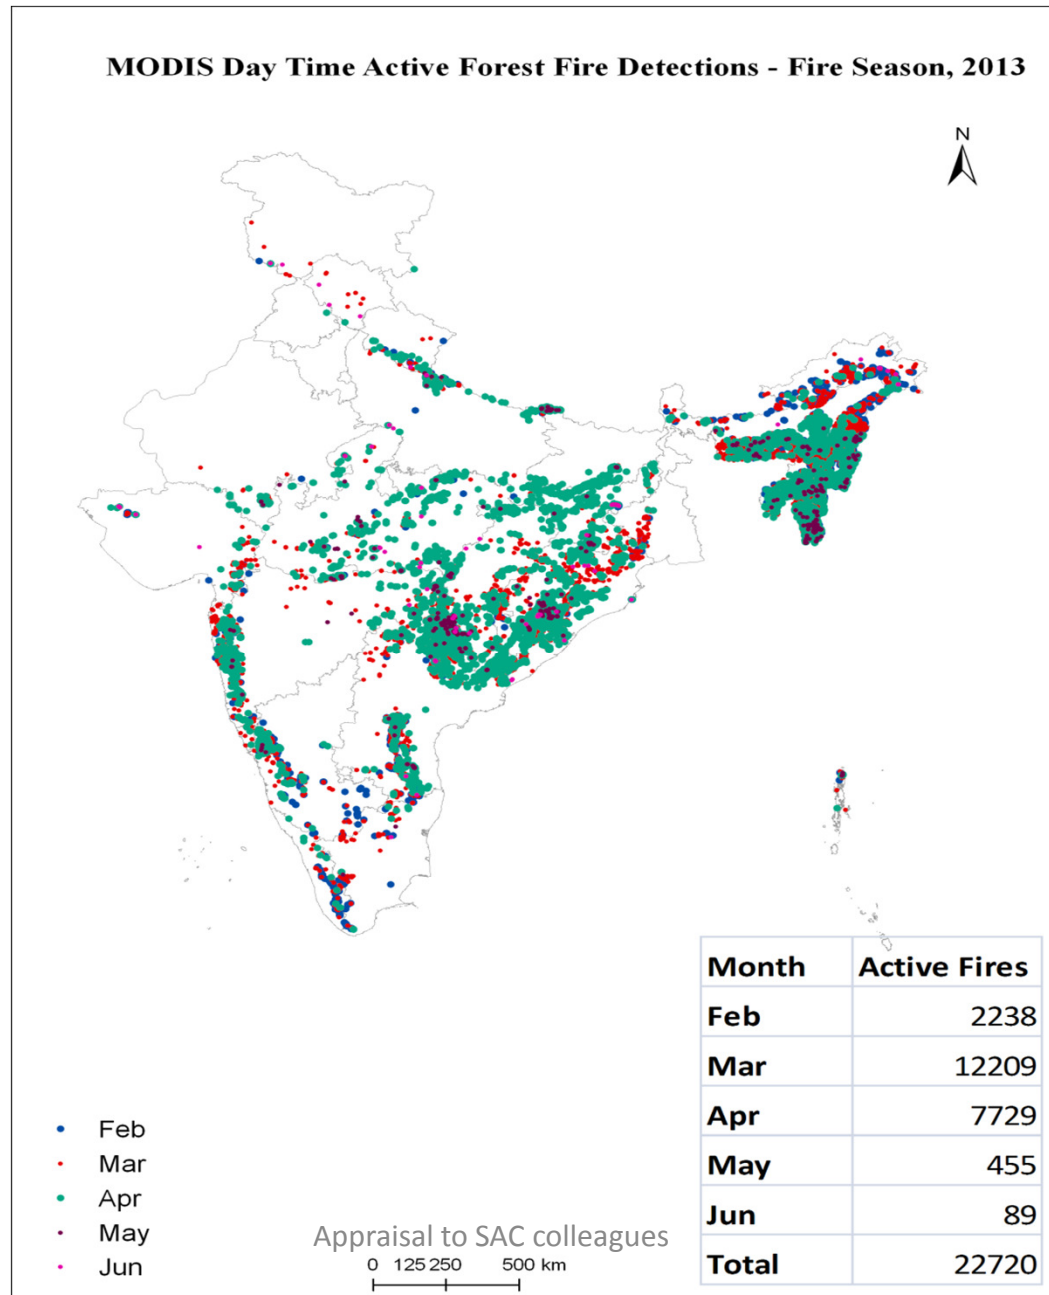 MODIS Day Time Active Forest Fire Detections - Fire Season, 2013
N
Month Active Fires
Feb 2238
Mar 12209
Apr 7729
May 455
Jun 89
Total 22720
Feb
Mar
Apr
May
Jun
Appraisal to SAC colleagues
0 125 250 500 km